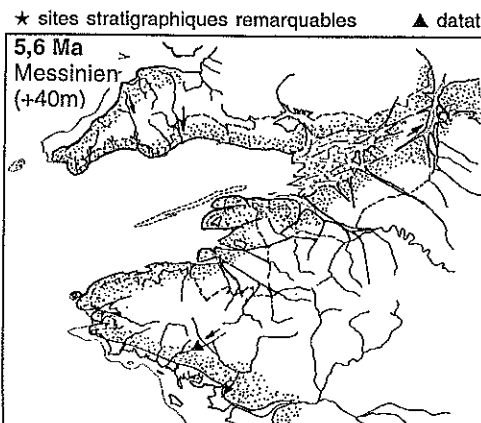 ★ sites stratigraphiques remarquables ▲ datat
5,6 Ma
Messinien
(+40m)